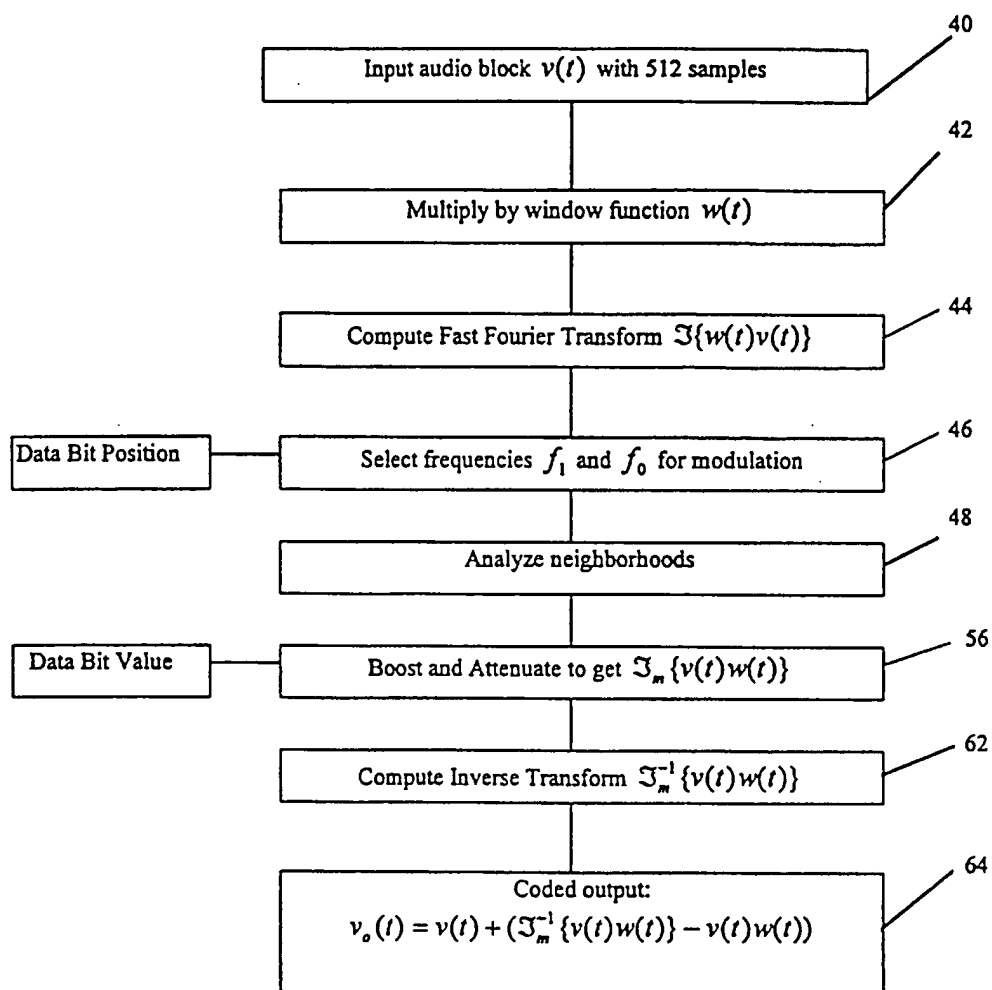 40
Input audio block v(t) with 512 samples
42
Multiply by window function w(t)
44
Compute Fast Fourier Transform ℑ{w(t)v(t)}
46
Data Bit Position
Select frequencies f₁ and f₀ for modulation
48
Analyze neighborhoods
56
Data Bit Value
Boost and Attenuate to get ℑₘ{v(t)w(t)}
62
Compute Inverse Transform ℑₘ⁻¹{v(t)w(t)}
64
Coded output:
vₒ(t) = v(t) + (ℑₘ⁻¹{v(t)w(t)} − v(t)w(t))